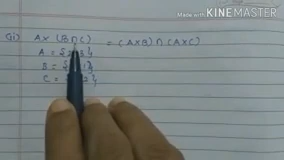 Made With KINEMASTER
(ii) A× (B∩C) = (A×B) ∩ (A×C)
A = {
B = {
C = {